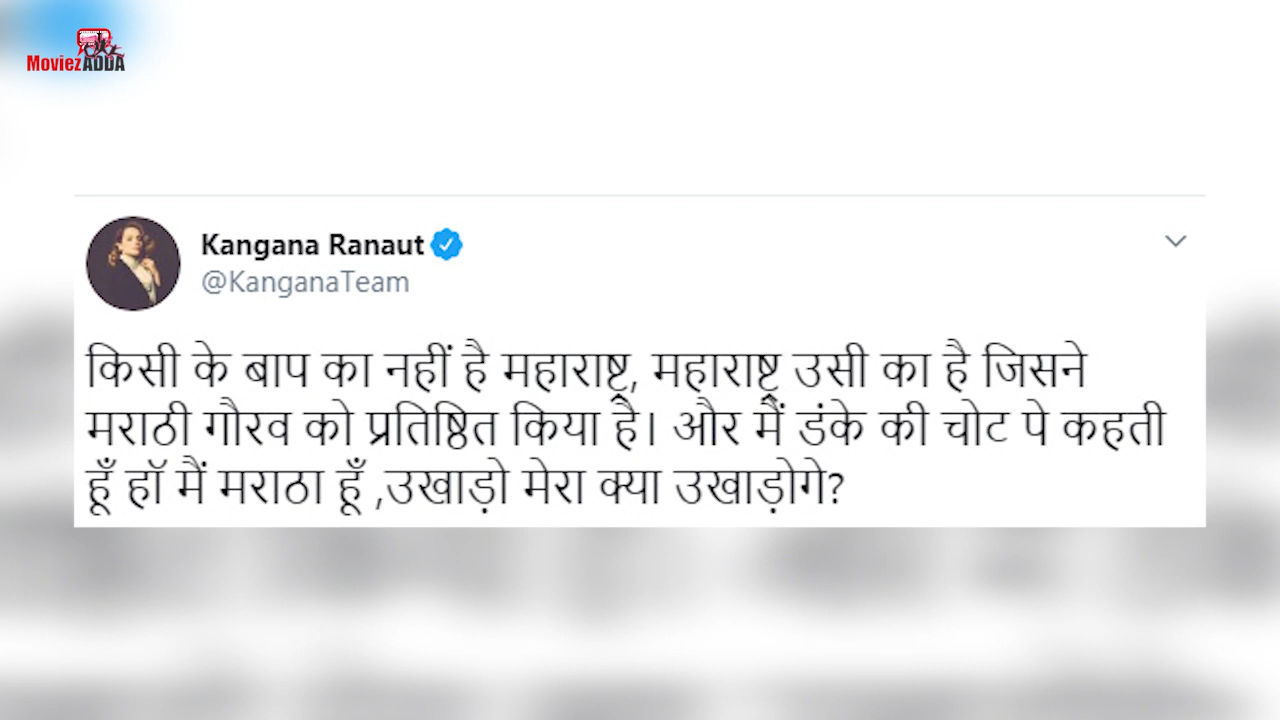 MoviezADDA
Kangana Ranaut
@KanganaTeam
किसी के बाप का नहीं है महाराष्ट्र, महाराष्ट्र उसी का है जिसने
मराठी गौरव को प्रतिष्ठित किया है। और मैं डंके की चोट पे कहती
हूँ हॉ मैं मराठा हूँ ,उखाड़ो मेरा क्या उखाड़ोगे?